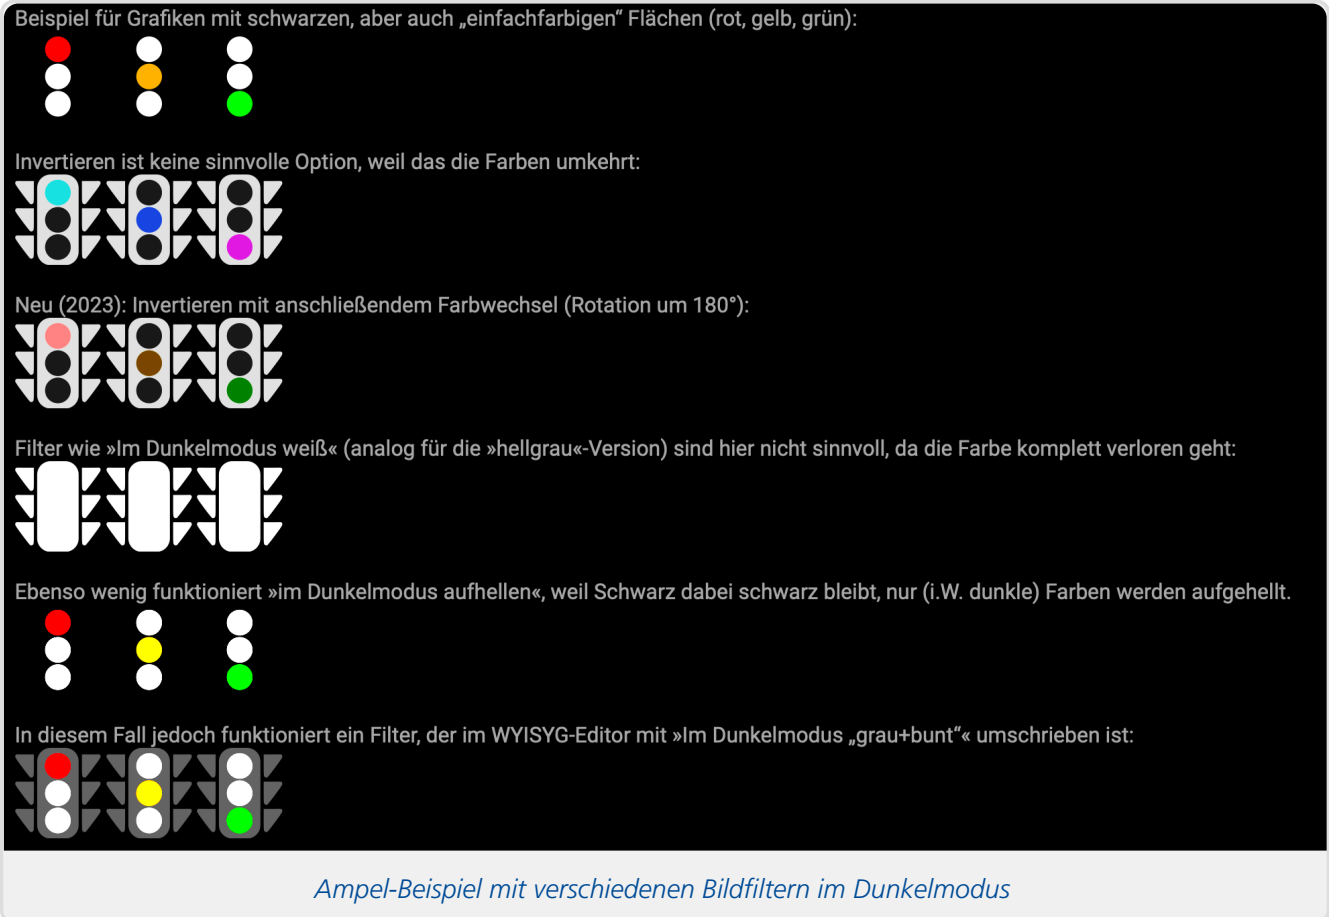 Beispiel für Grafiken mit schwarzen, aber auch „einfachfarbigen“ Flächen (rot, gelb, grün):
Invertieren ist keine sinnvolle Option, weil das die Farben umkehrt:
Neu (2023): Invertieren mit anschließendem Farbwechsel (Rotation um 180°):
Filter wie »Im Dunkelmodus weiß« (analog für die »hellgrau«-Version) sind hier nicht sinnvoll, da die Farbe komplett verloren geht:
Ebenso wenig funktioniert »im Dunkelmodus aufhellen«, weil Schwarz dabei schwarz bleibt, nur (i.W. dunkle) Farben werden aufgehellt.
In diesem Fall jedoch funktioniert ein Filter, der im WYISYG-Editor mit »Im Dunkelmodus „grau+bunt“« umschrieben ist:
Ampel-Beispiel mit verschiedenen Bildfiltern im Dunkelmodus